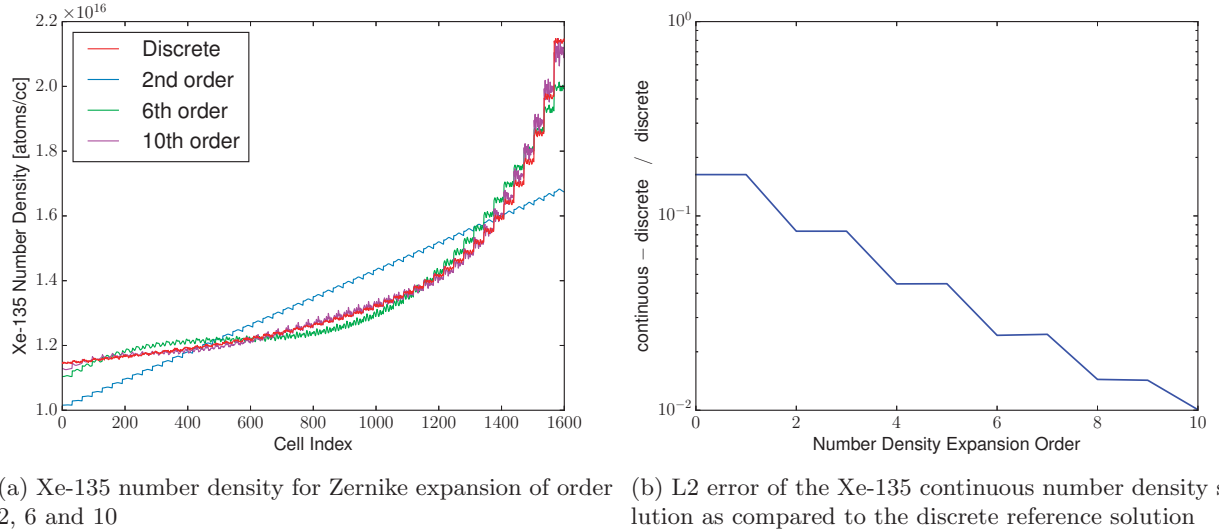 ×10¹⁶
2.2
2.0
1.8
1.6
1.4
1.2
1.0
Xe-135 Number Density [atoms/cc]
Discrete
2nd order
6th order
10th order
0 200 400 600 800 1000 1200 1400 1600
Cell Index
10⁰
10⁻¹
10⁻²
continuous − discrete / discrete
0 2 4 6 8 10
Number Density Expansion Order
(a) Xe-135 number density for Zernike expansion of order
2, 6 and 10
(b) L2 error of the Xe-135 continuous number density s
lution as compared to the discrete reference solution